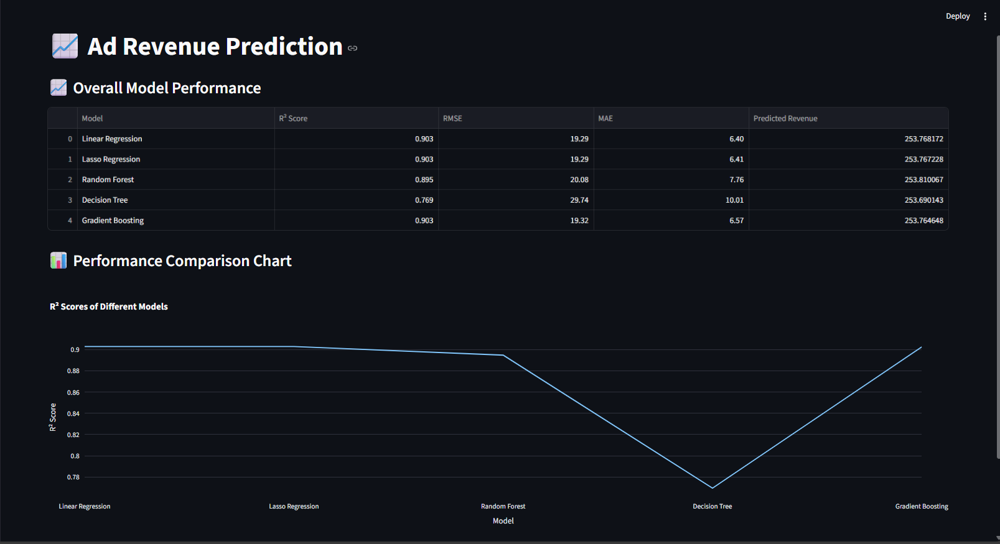 Deploy
Ad Revenue Prediction
Overall Model Performance
Model R² Score RMSE MAE Predicted Revenue
0 Linear Regression 0.903 19.29 6.40 253.768172
1 Lasso Regression 0.903 19.29 6.41 253.767228
2 Random Forest 0.895 20.08 7.76 253.810067
3 Decision Tree 0.769 29.74 10.01 253.690143
4 Gradient Boosting 0.903 19.32 6.57 253.764648
Performance Comparison Chart
R² Scores of Different Models
0.9
0.88
0.86
0.84
0.82
0.8
0.78
R² Score
Linear Regression Lasso Regression Random Forest Decision Tree Gradient Boosting
Model